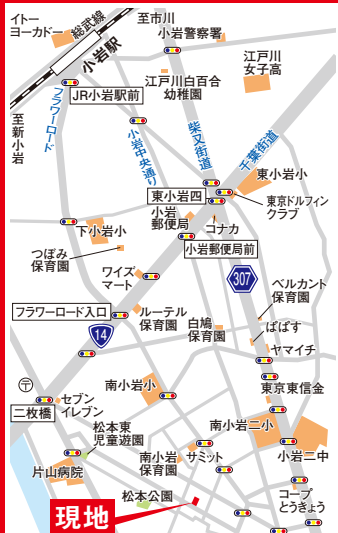 イトー
ヨーカドー
総武線
小岩駅
至市川
小岩警察署
江戸川
女子高
江戸川白百合
幼稚園
JR小岩駅前
至新小岩
フラワーロード
小岩中央通り
柴又街道
千葉街道
東小岩小
東小岩四
東京ドルフィン
クラブ
小岩
郵便局
コナカ
小岩郵便局前
下小岩小
つぼみ
保育園
ワイズ
マート
307
ベルカント
保育園
フラワーロード入口
ルーテル
保育園
白鳩
保育園
ぱぱす
14
ヤマイチ
〒
二枚橋
セブン
イレブン
南小岩小
東京東信金
松本東
児童遊園
南小岩二小
小岩二中
片山病院
南小岩
保育園
サミット
コープ
とうきょう
松本公園
現地